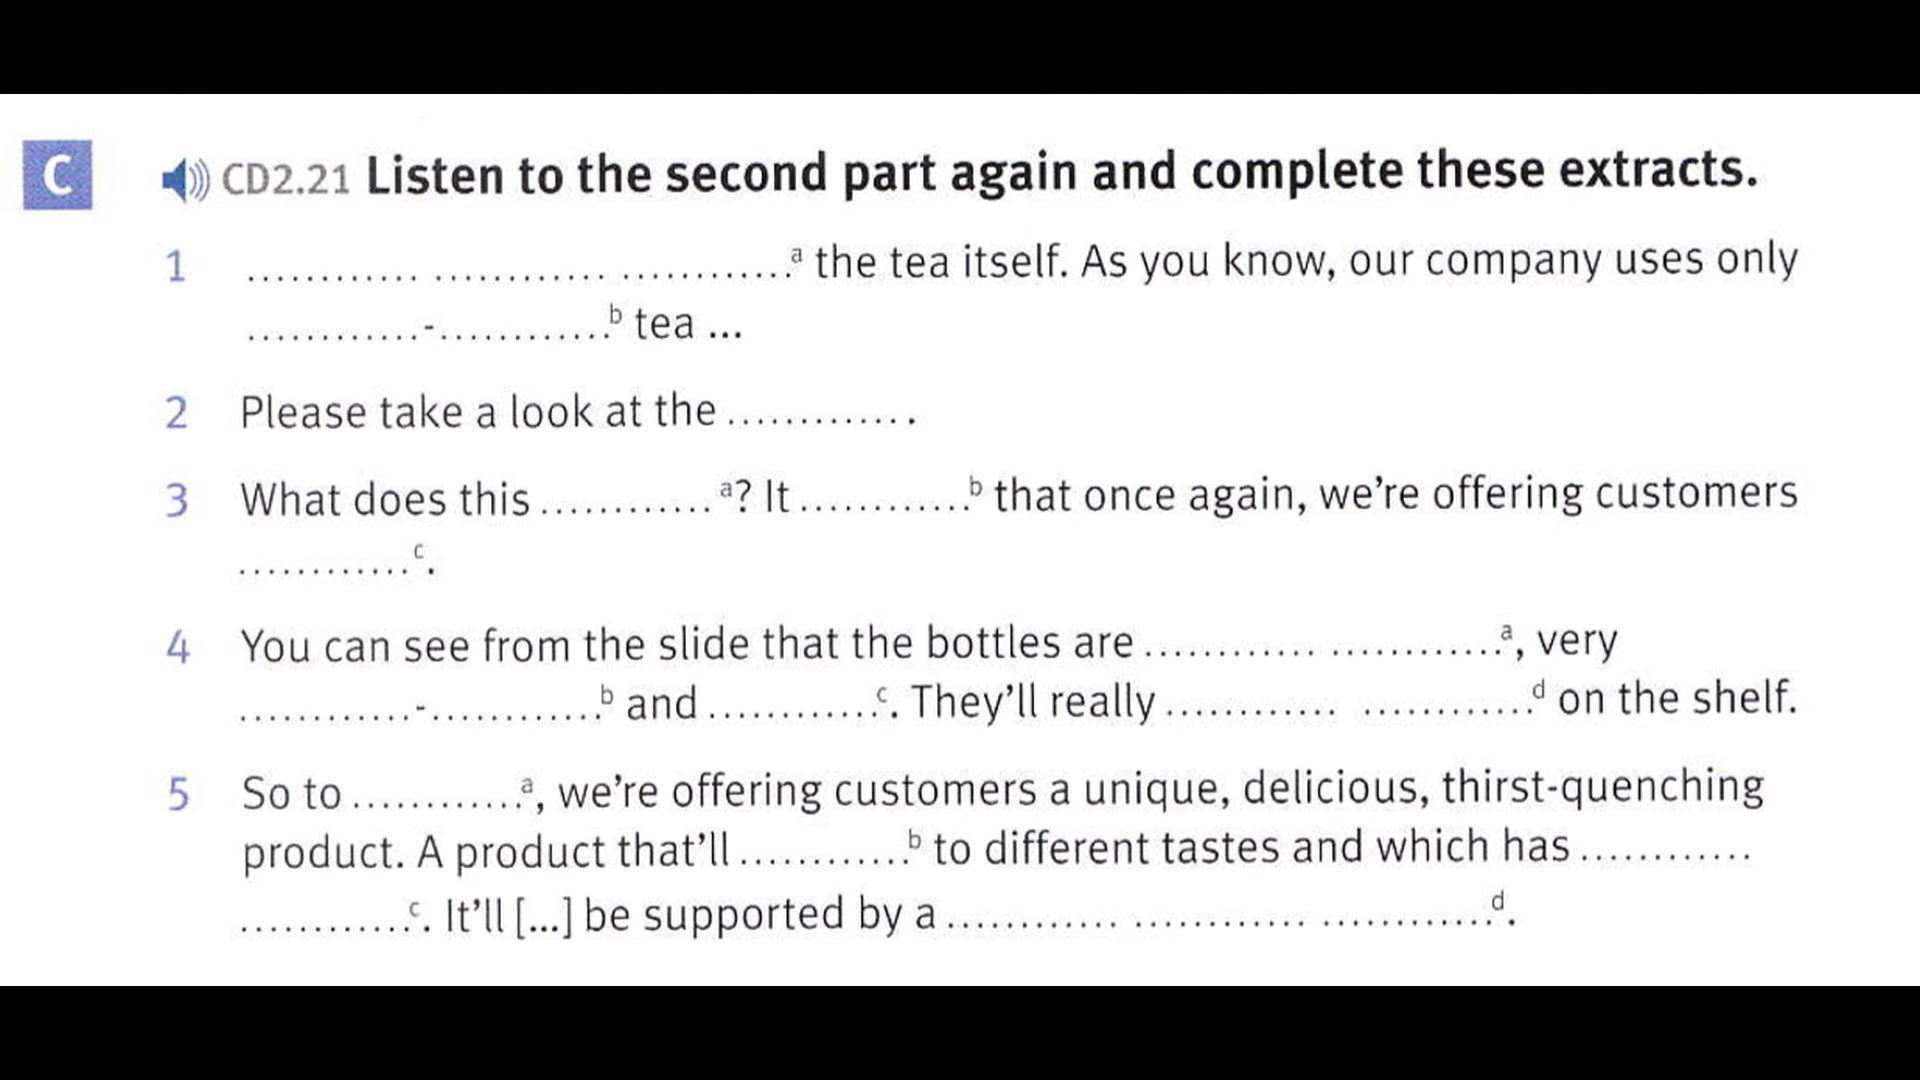 C CD2.21 Listen to the second part again and complete these extracts.
1 ............ ............ ............ᵃ the tea itself. As you know, our company uses only
............-............ᵇ tea ...
2 Please take a look at the ............ .
3 What does this ............ ᵃ? It ............ᵇ that once again, we're offering customers
............ᶜ.
4 You can see from the slide that the bottles are ............ ............ᵃ, very
............-............ᵇ and ............ᶜ. They'll really ............ ............ᵈ on the shelf.
5 So to ............ᵃ, we're offering customers a unique, delicious, thirst-quenching
product. A product that'll ............ᵇ to different tastes and which has ............
............ᶜ. It'll [...] be supported by a ............ ............ ............ᵈ.